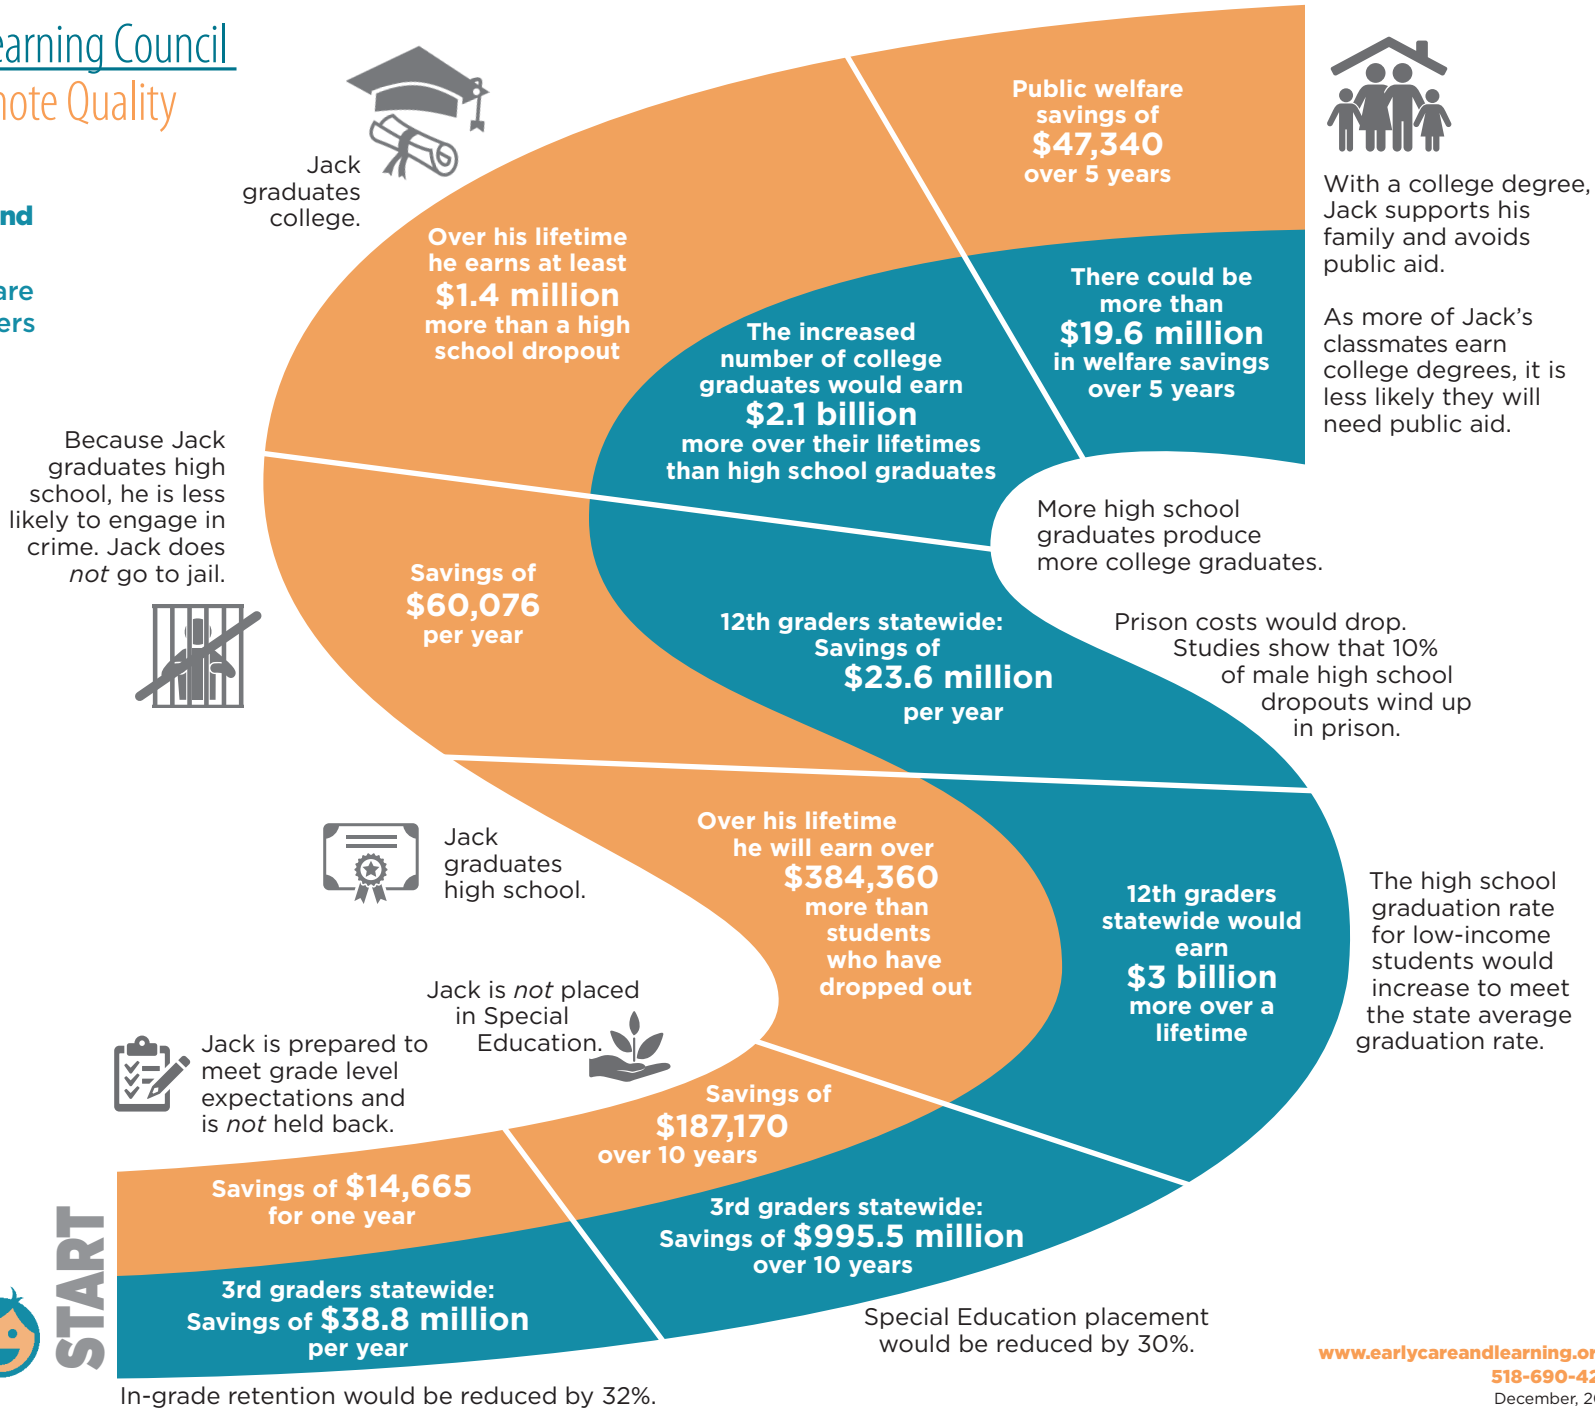 Learning Council
Quality
Jack
graduates
college.
Public welfare
savings of
$47,340
over 5 years
With a college degree,
Jack supports his
family and avoids
public aid.
As more of Jack's
classmates earn
college degrees, it is
less likely they will
need public aid.
Over his lifetime
he earns at least
$1.4 million
more than a high
school dropout
The increased
number of college
graduates would earn
$2.1 billion
more over their lifetimes
than high school graduates
There could be
more than
$19.6 million
in welfare savings
over 5 years
Because Jack
graduates high
school, he is less
likely to engage in
crime. Jack does
not go to jail.
More high school
graduates produce
more college graduates.
Savings of
$60,076
per year
12th graders statewide:
Savings of
$23.6 million
per year
Prison costs would drop.
Studies show that 10%
of male high school
dropouts wind up
in prison.
Jack
graduates
high school.
Over his lifetime
he will earn over
$384,360
more than
students
who have
dropped out
12th graders
statewide would
earn
$3 billion
more over a
lifetime
The high school
graduation rate
for low-income
students would
increase to meet
the state average
graduation rate.
Jack is not placed
in Special
Education.
Jack is prepared to
meet grade level
expectations and
is not held back.
Savings of
$187,170
over 10 years
START
Savings of $14,665
for one year
3rd graders statewide:
Savings of $995.5 million
over 10 years
3rd graders statewide:
Savings of $38.8 million
per year
Special Education placement
would be reduced by 30%.
In-grade retention would be reduced by 32%.
www.earlycareandlearning.or
518-690-42
December, 20